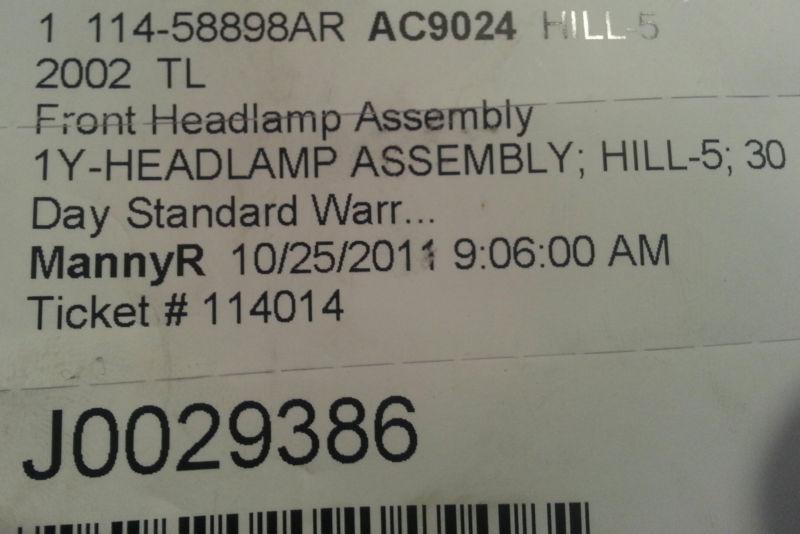 1 114-58898AR AC9024 HILL-5
2002 TL
Front Headlamp Assembly
1Y-HEADLAMP ASSEMBLY; HILL-5; 30
Day Standard Warr...
MannyR 10/25/2011 9:06:00 AM
Ticket # 114014
J0029386